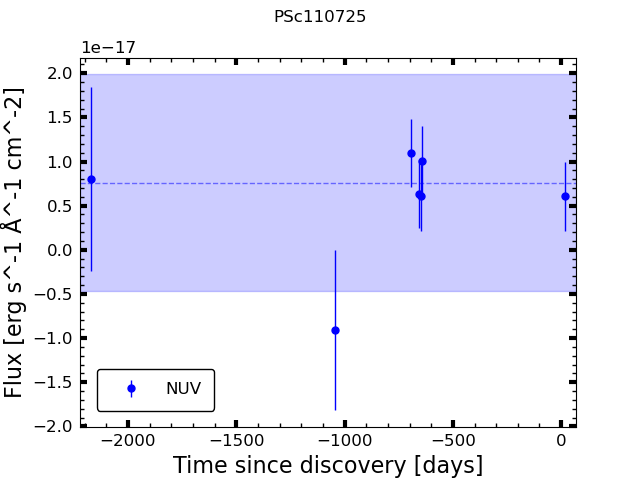 PSc110725
1e−17
2.0
1.5
1.0
0.5
0.0
−0.5
−1.0
−1.5
−2.0
Flux [erg s^-1 Å^-1 cm^-2]
NUV
−2000 −1500 −1000 −500 0
Time since discovery [days]